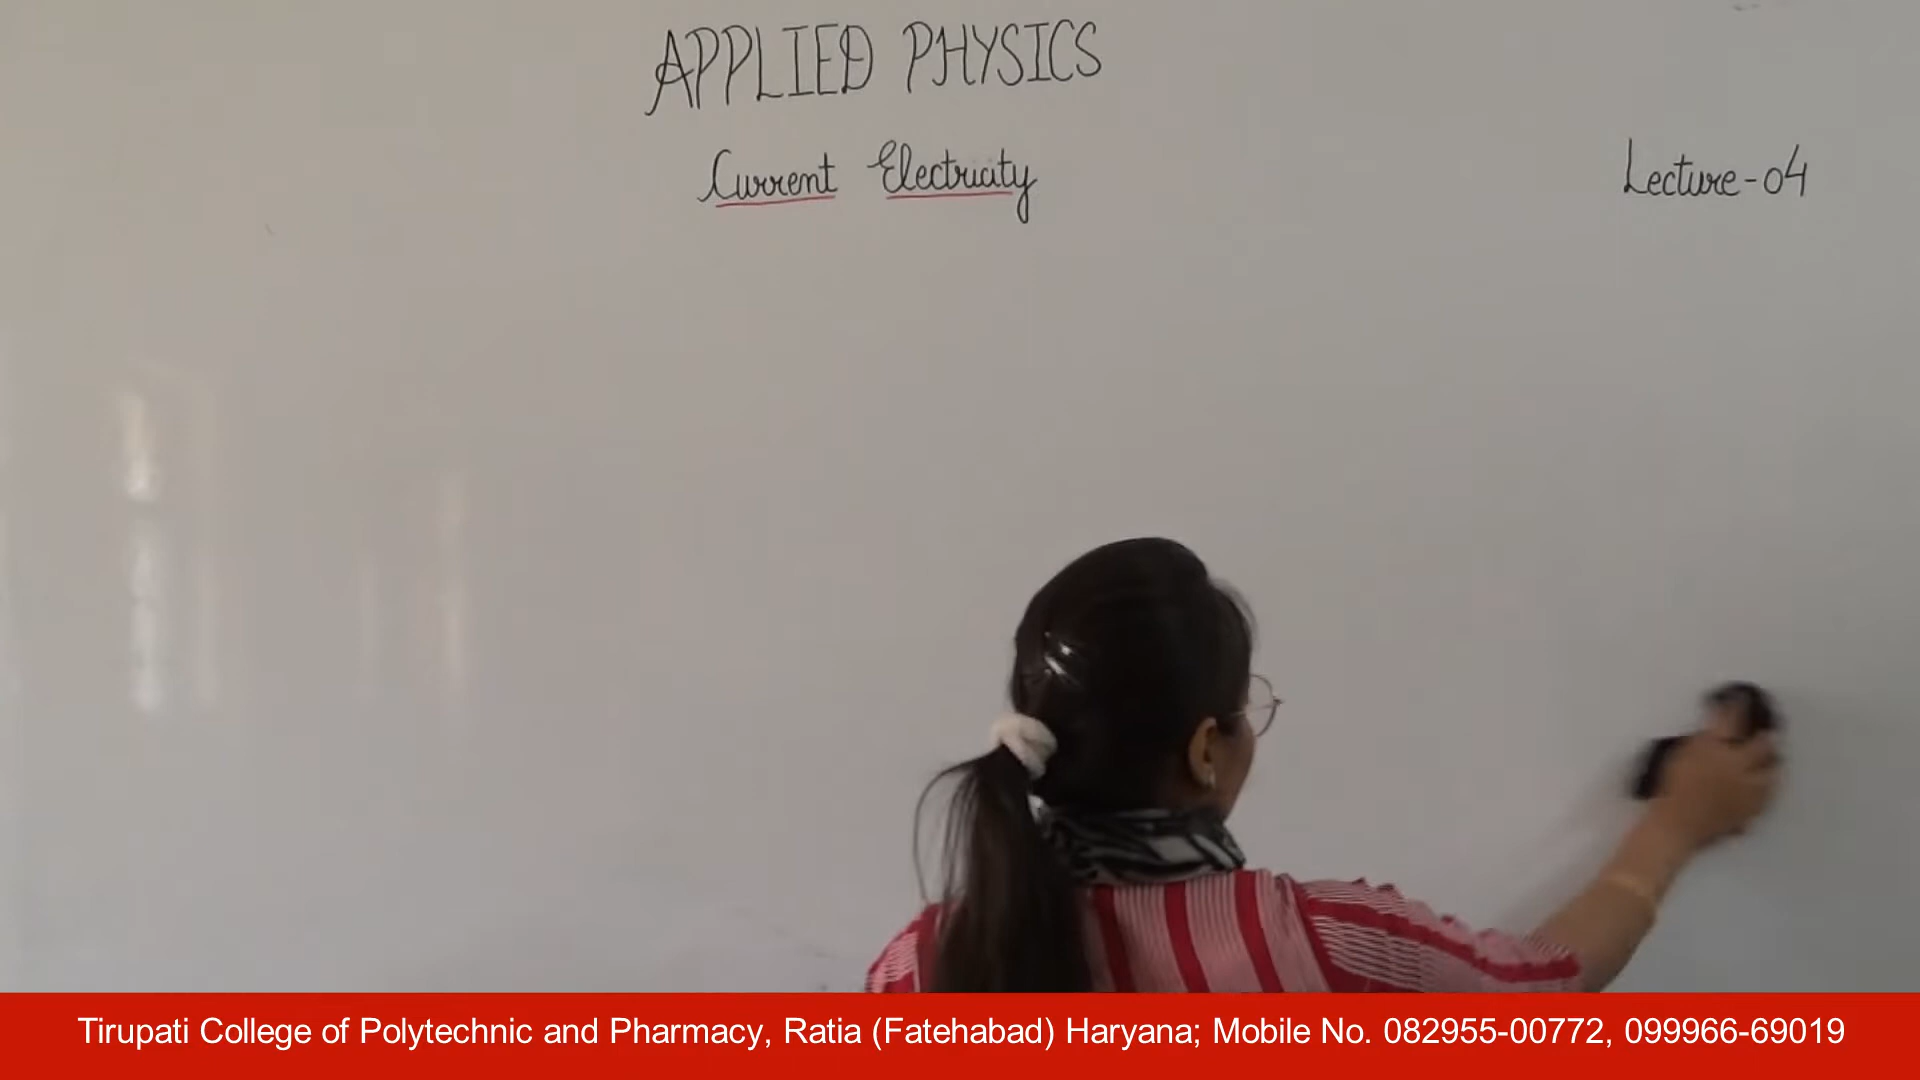 APPLIED PHYSICS
Current Electricity
Lecture-04
Tirupati College of Polytechnic and Pharmacy, Ratia (Fatehabad) Haryana; Mobile No. 082955-00772, 099966-69019